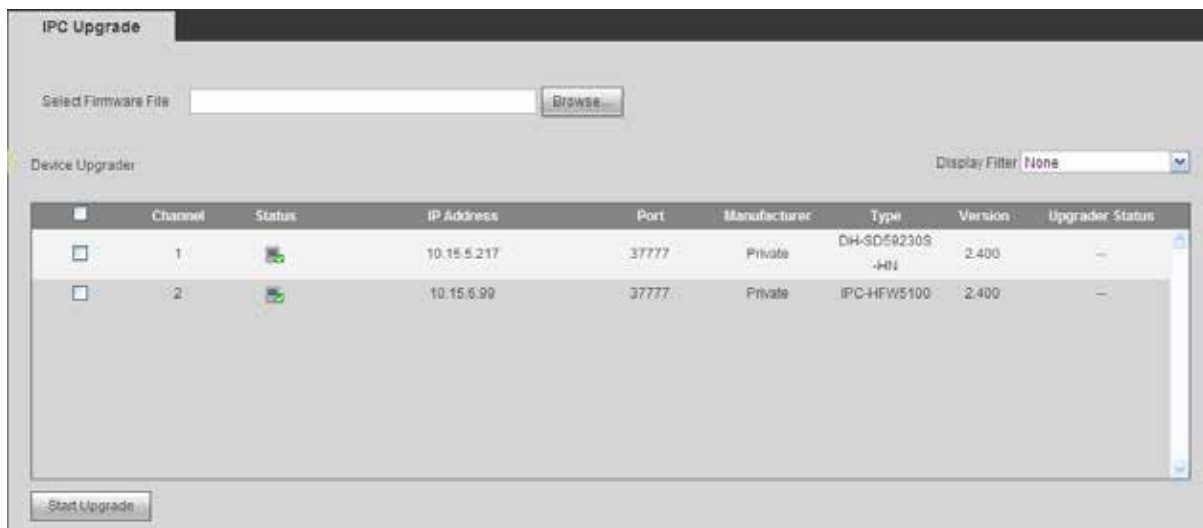 IPC Upgrade
Select Firmware File
Browse...
Device Upgrader
Display Filter None
Channel Status IP Address Port Manufacturer Type Version Upgrader Status
1 10.15.5.217 37777 Private DH-SD59230S-HN 2.400 --
2 10.15.6.99 37777 Private IPC-HFW5100 2.400 --
Start Upgrade